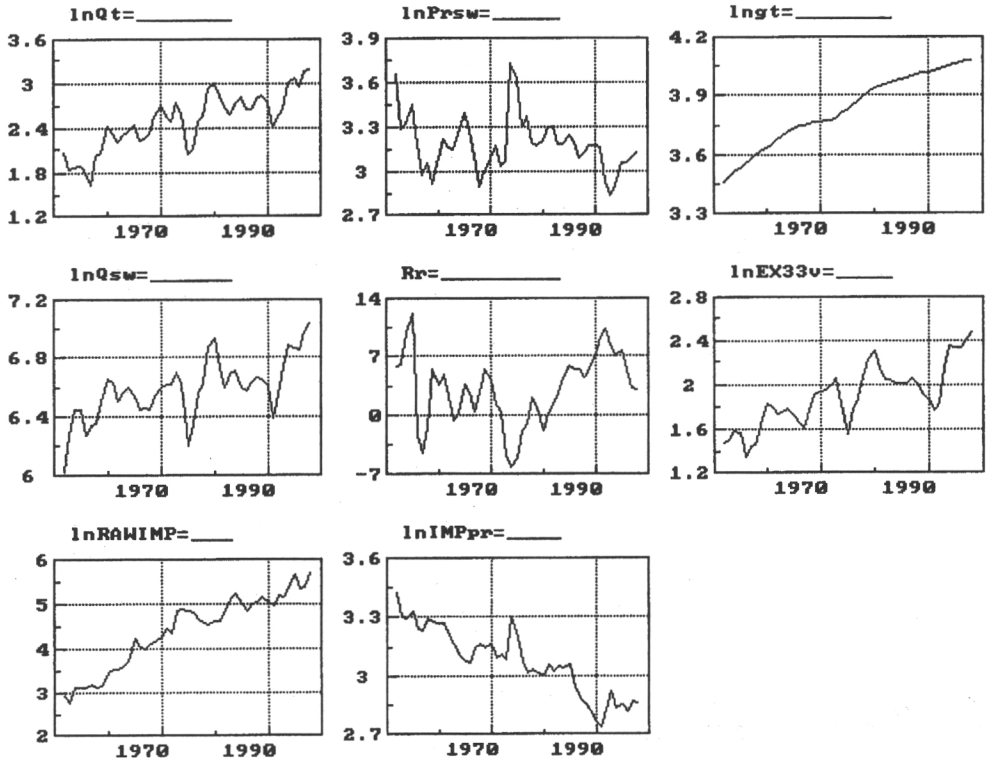 lnQt=________ lnPrsw=_______ lngt=__________
3.6 3.9 4.2
3 3.6 3.9
2.4 3.3
1.8 3 3.6
1.2 2.7 3.3
1970 1990 1970 1990 1970 1990
lnQsw=________ Rr=____________ lnEX33v=______
7.2 14 2.8
6.8 7 2.4
2
6.4 0 1.6
6 -7 1.2
1970 1990 1970 1990 1970 1990
lnRAWIMP=____ lnIMPpr=_____
6 3.6
5 3.3
4
3 3
2 2.7
1970 1990 1970 1990